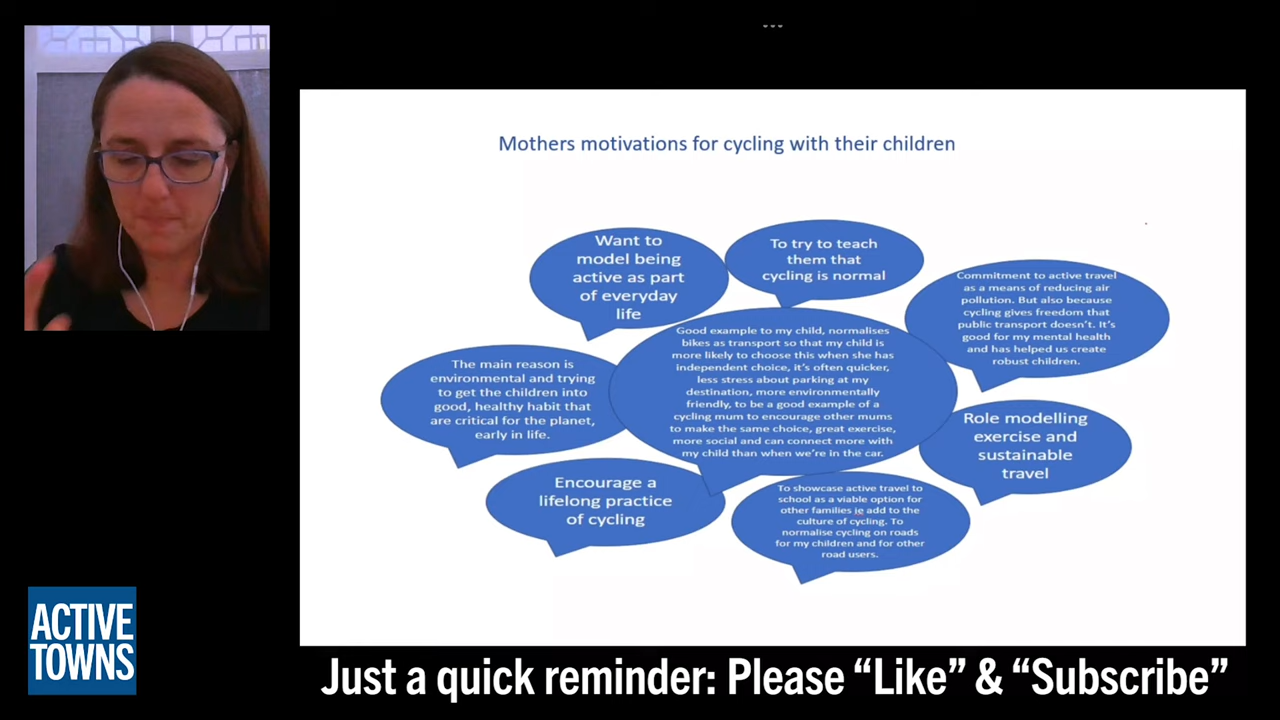 Mothers motivations for cycling with their children
Want to
model being
active as part
of everyday
life
To try to teach
them that
cycling is normal
Commitment to active travel
as a means of reducing air
pollution. But also because
cycling gives freedom that
public transport doesn't. It's
good for my mental health
and has helped us create
robust children.
The main reason is
environmental and trying
to get the children into
good, healthy habit that
are critical for the planet,
early in life.
Good example to my child, normalises
bikes as transport so that my child is
more likely to choose this when she has
independent choice, it's often quicker,
less stress about parking at my
destination, more environmentally
friendly, to be a good example of a
cycling mum to encourage other mums
to make the same choice, great exercise,
more social and can connect more with
my child than when we're in the car.
Role modelling
exercise and
sustainable
travel
Encourage a
lifelong practice
of cycling
To showcase active travel to
school as a viable option for
other families ie add to the
culture of cycling. To
normalise cycling on roads
for my children and for other
road users.
ACTIVE
TOWNS
Just a quick reminder: Please “Like” & “Subscribe”